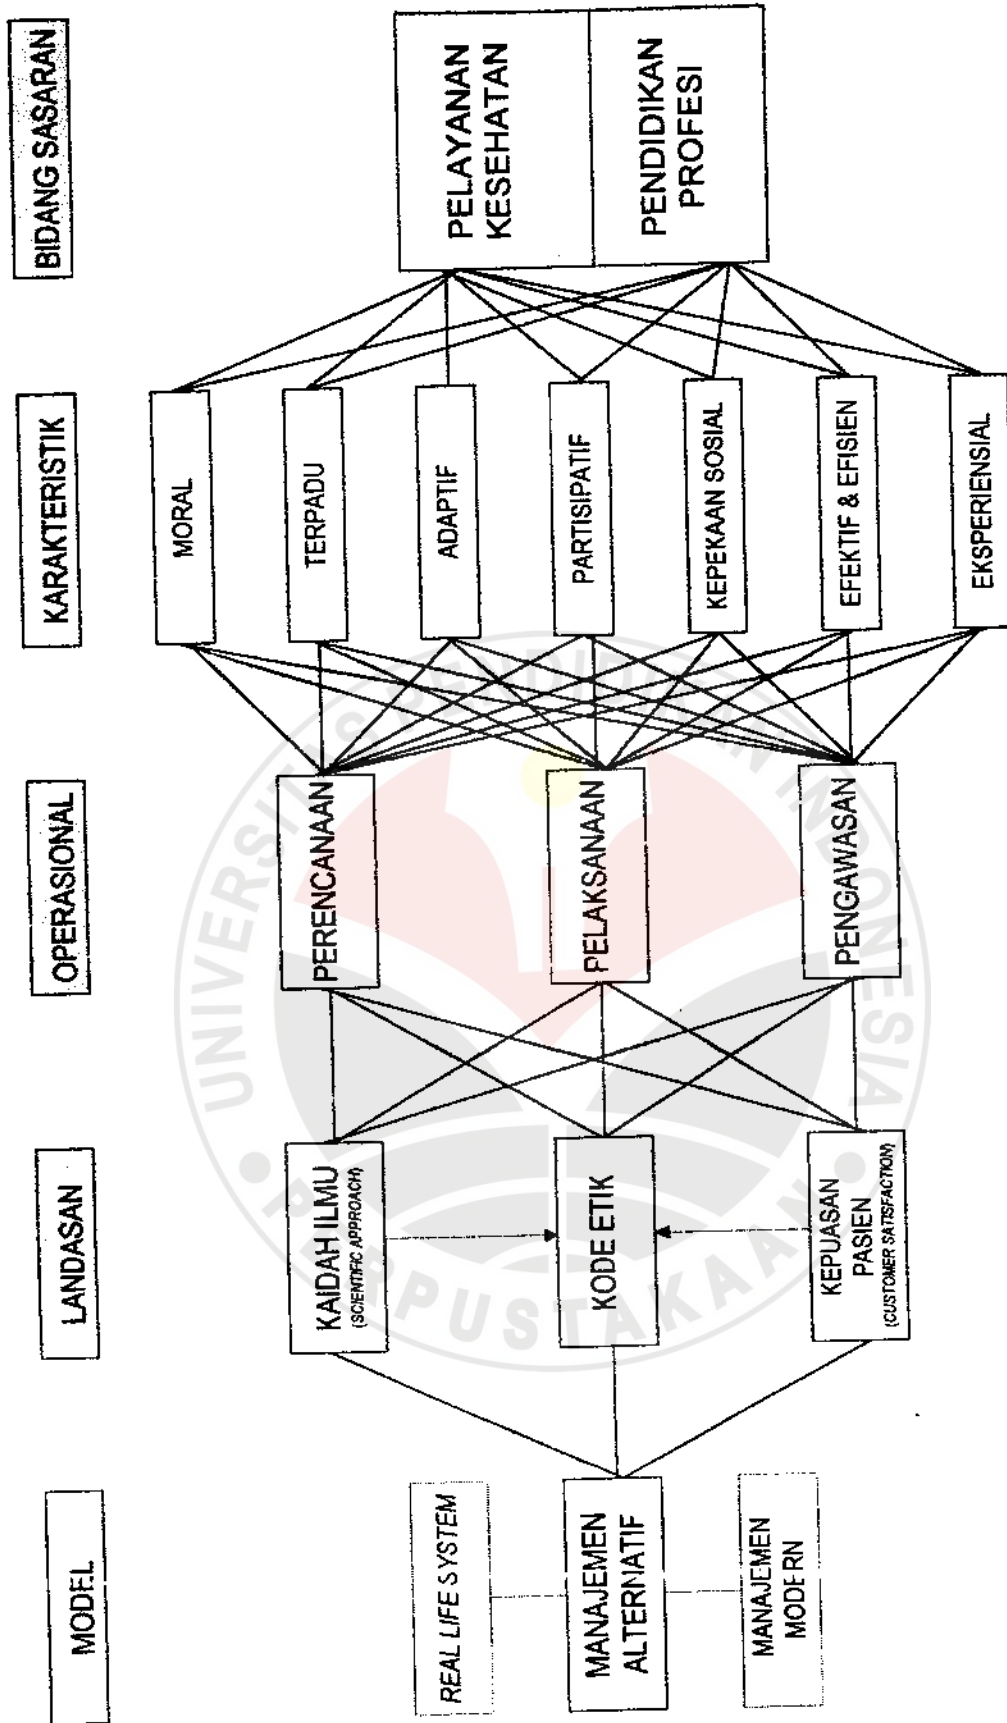 MODEL
LANDASAN
OPERASIONAL
KARAKTERISTIK
BIDANG SASARAN
REAL LIFE SYSTEM
MANAJEMEN
ALTERNATIF
MANAJEMEN
MODERN
KAIDAH ILMU
(SCIENTIFIC APPROACH)
KODE ETIK
KEPUASAN
PASIEN
(CUSTOMER SATISFACTION)
PERENCANAAN
PELAKSANAAN
PENGAWASAN
MORAL
TERPADU
ADAPTIF
PARTISIPATIF
KEPEKAAN SOSIAL
EFEKTIF & EFISIEN
EKSPERIENSIAL
PELAYANAN
KESEHATAN
PENDIDIKAN
PROFESI
UNIVERSITAS PENDIDIKAN INDONESIA
PERPUSTAKAAN